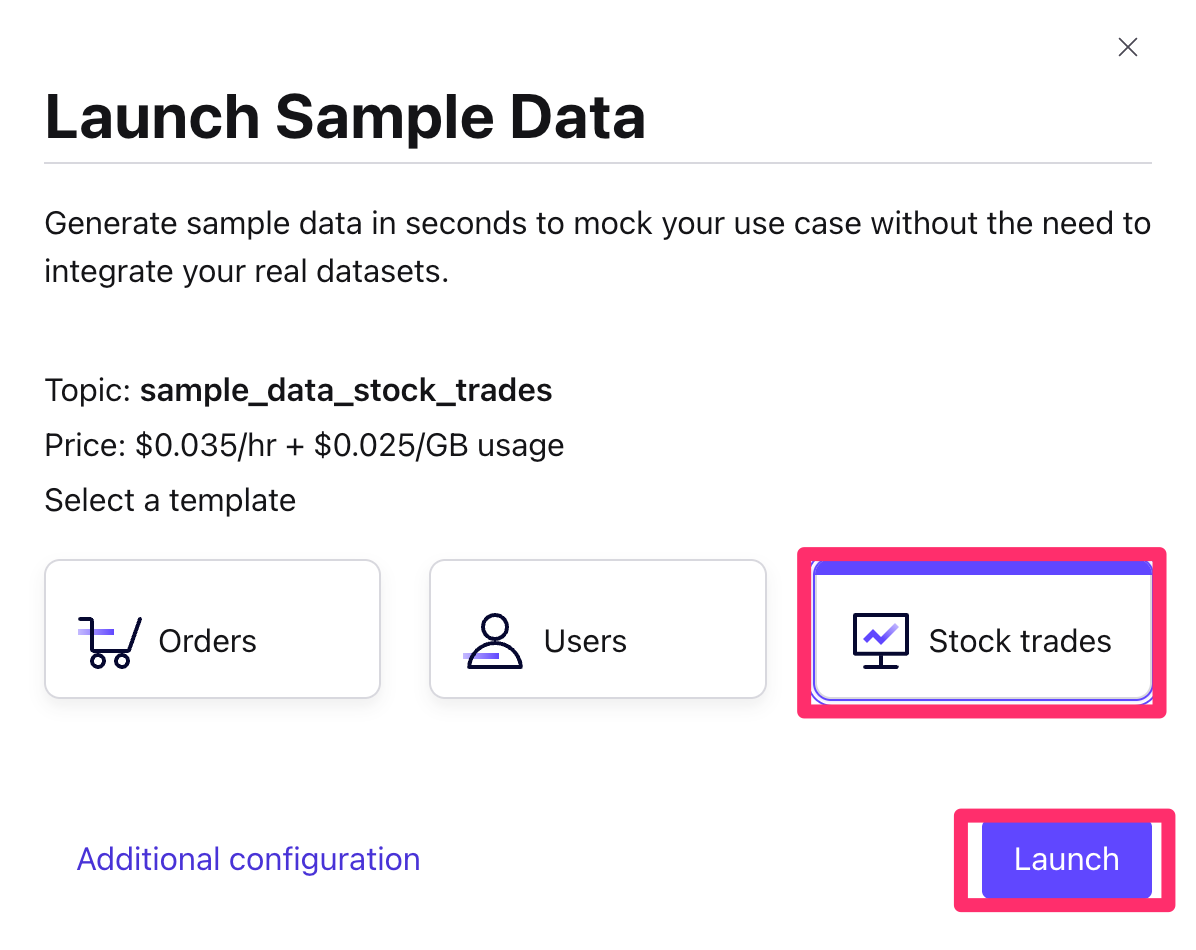 Launch Sample Data
Generate sample data in seconds to mock your use case without the need to
integrate your real datasets.
Topic: sample_data_stock_trades
Price: $0.035/hr + $0.025/GB usage
Select a template
Orders
Users
Stock trades
Additional configuration
Launch